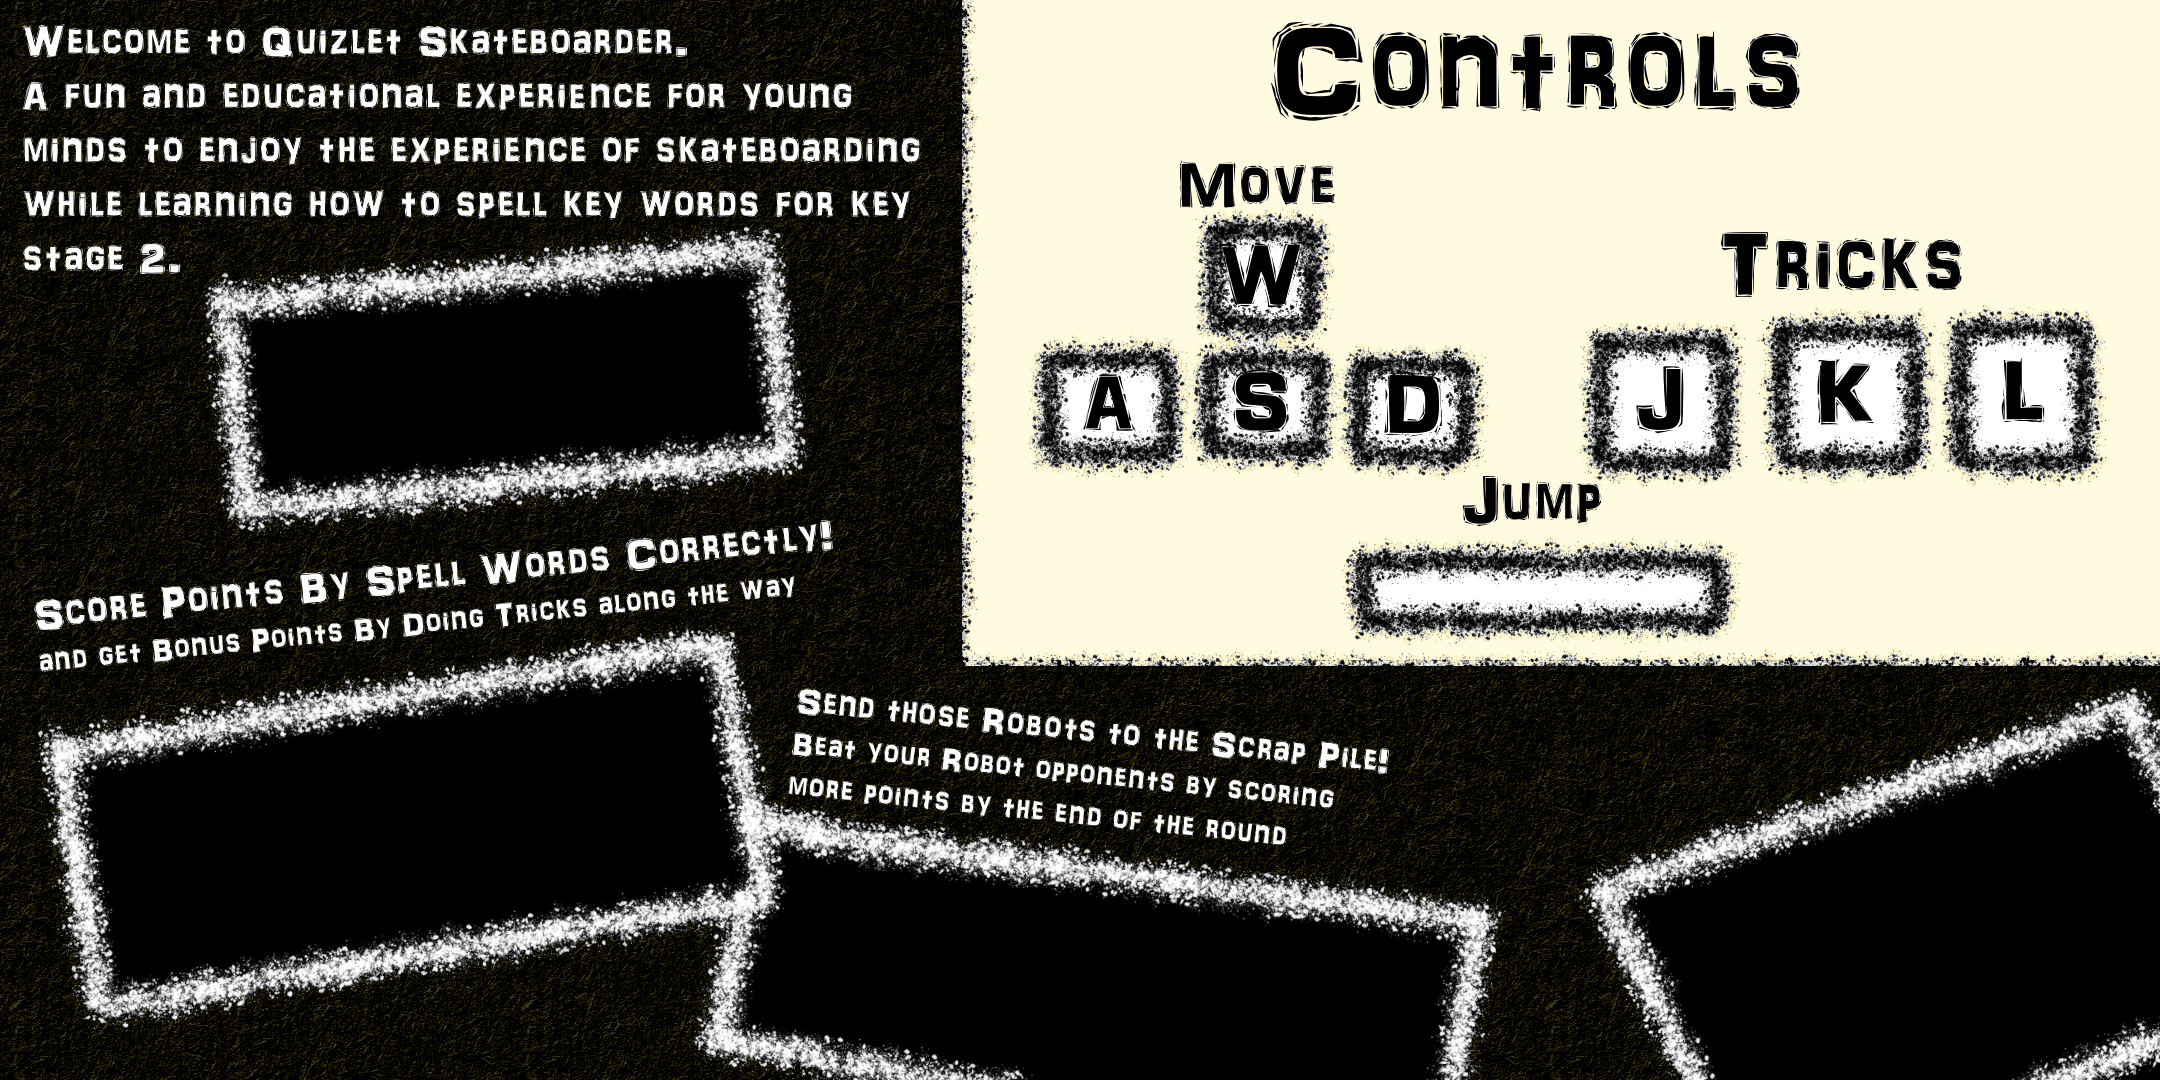 Welcome to Quizlet Skateboarder.
A fun and educational experience for young
minds to enjoy the experience of skateboarding
while learning how to spell key words for key
stage 2.
Score Points By Spell Words Correctly!
and get Bonus Points By Doing Tricks along the way
Send those Robots to the Scrap Pile!
Beat your Robot opponents by scoring
more points by the end of the round
Controls
Move
W
A S D
Tricks
J K L
Jump